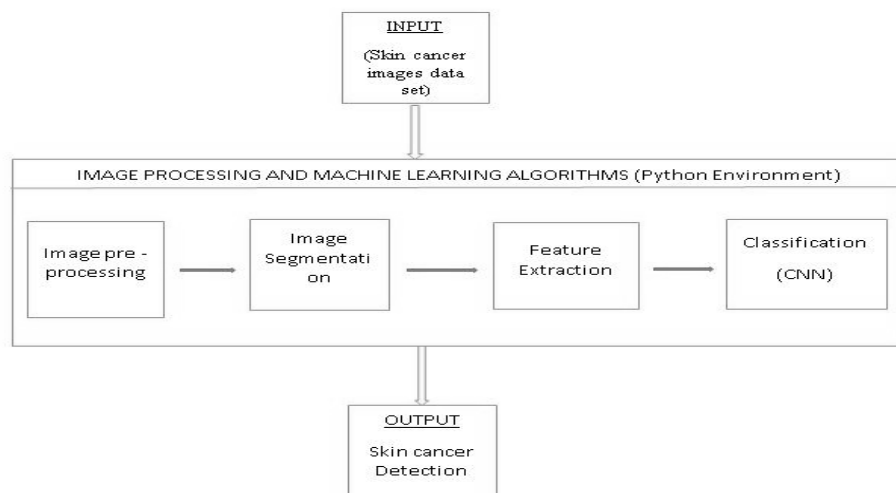 INPUT
(Skin cancer
images data
set)
IMAGE PROCESSING AND MACHINE LEARNING ALGORITHMS (Python Environment)
Image pre -
processing
Image
Segmentati
on
Feature
Extraction
Classification
(CNN)
OUTPUT
Skin cancer
Detection